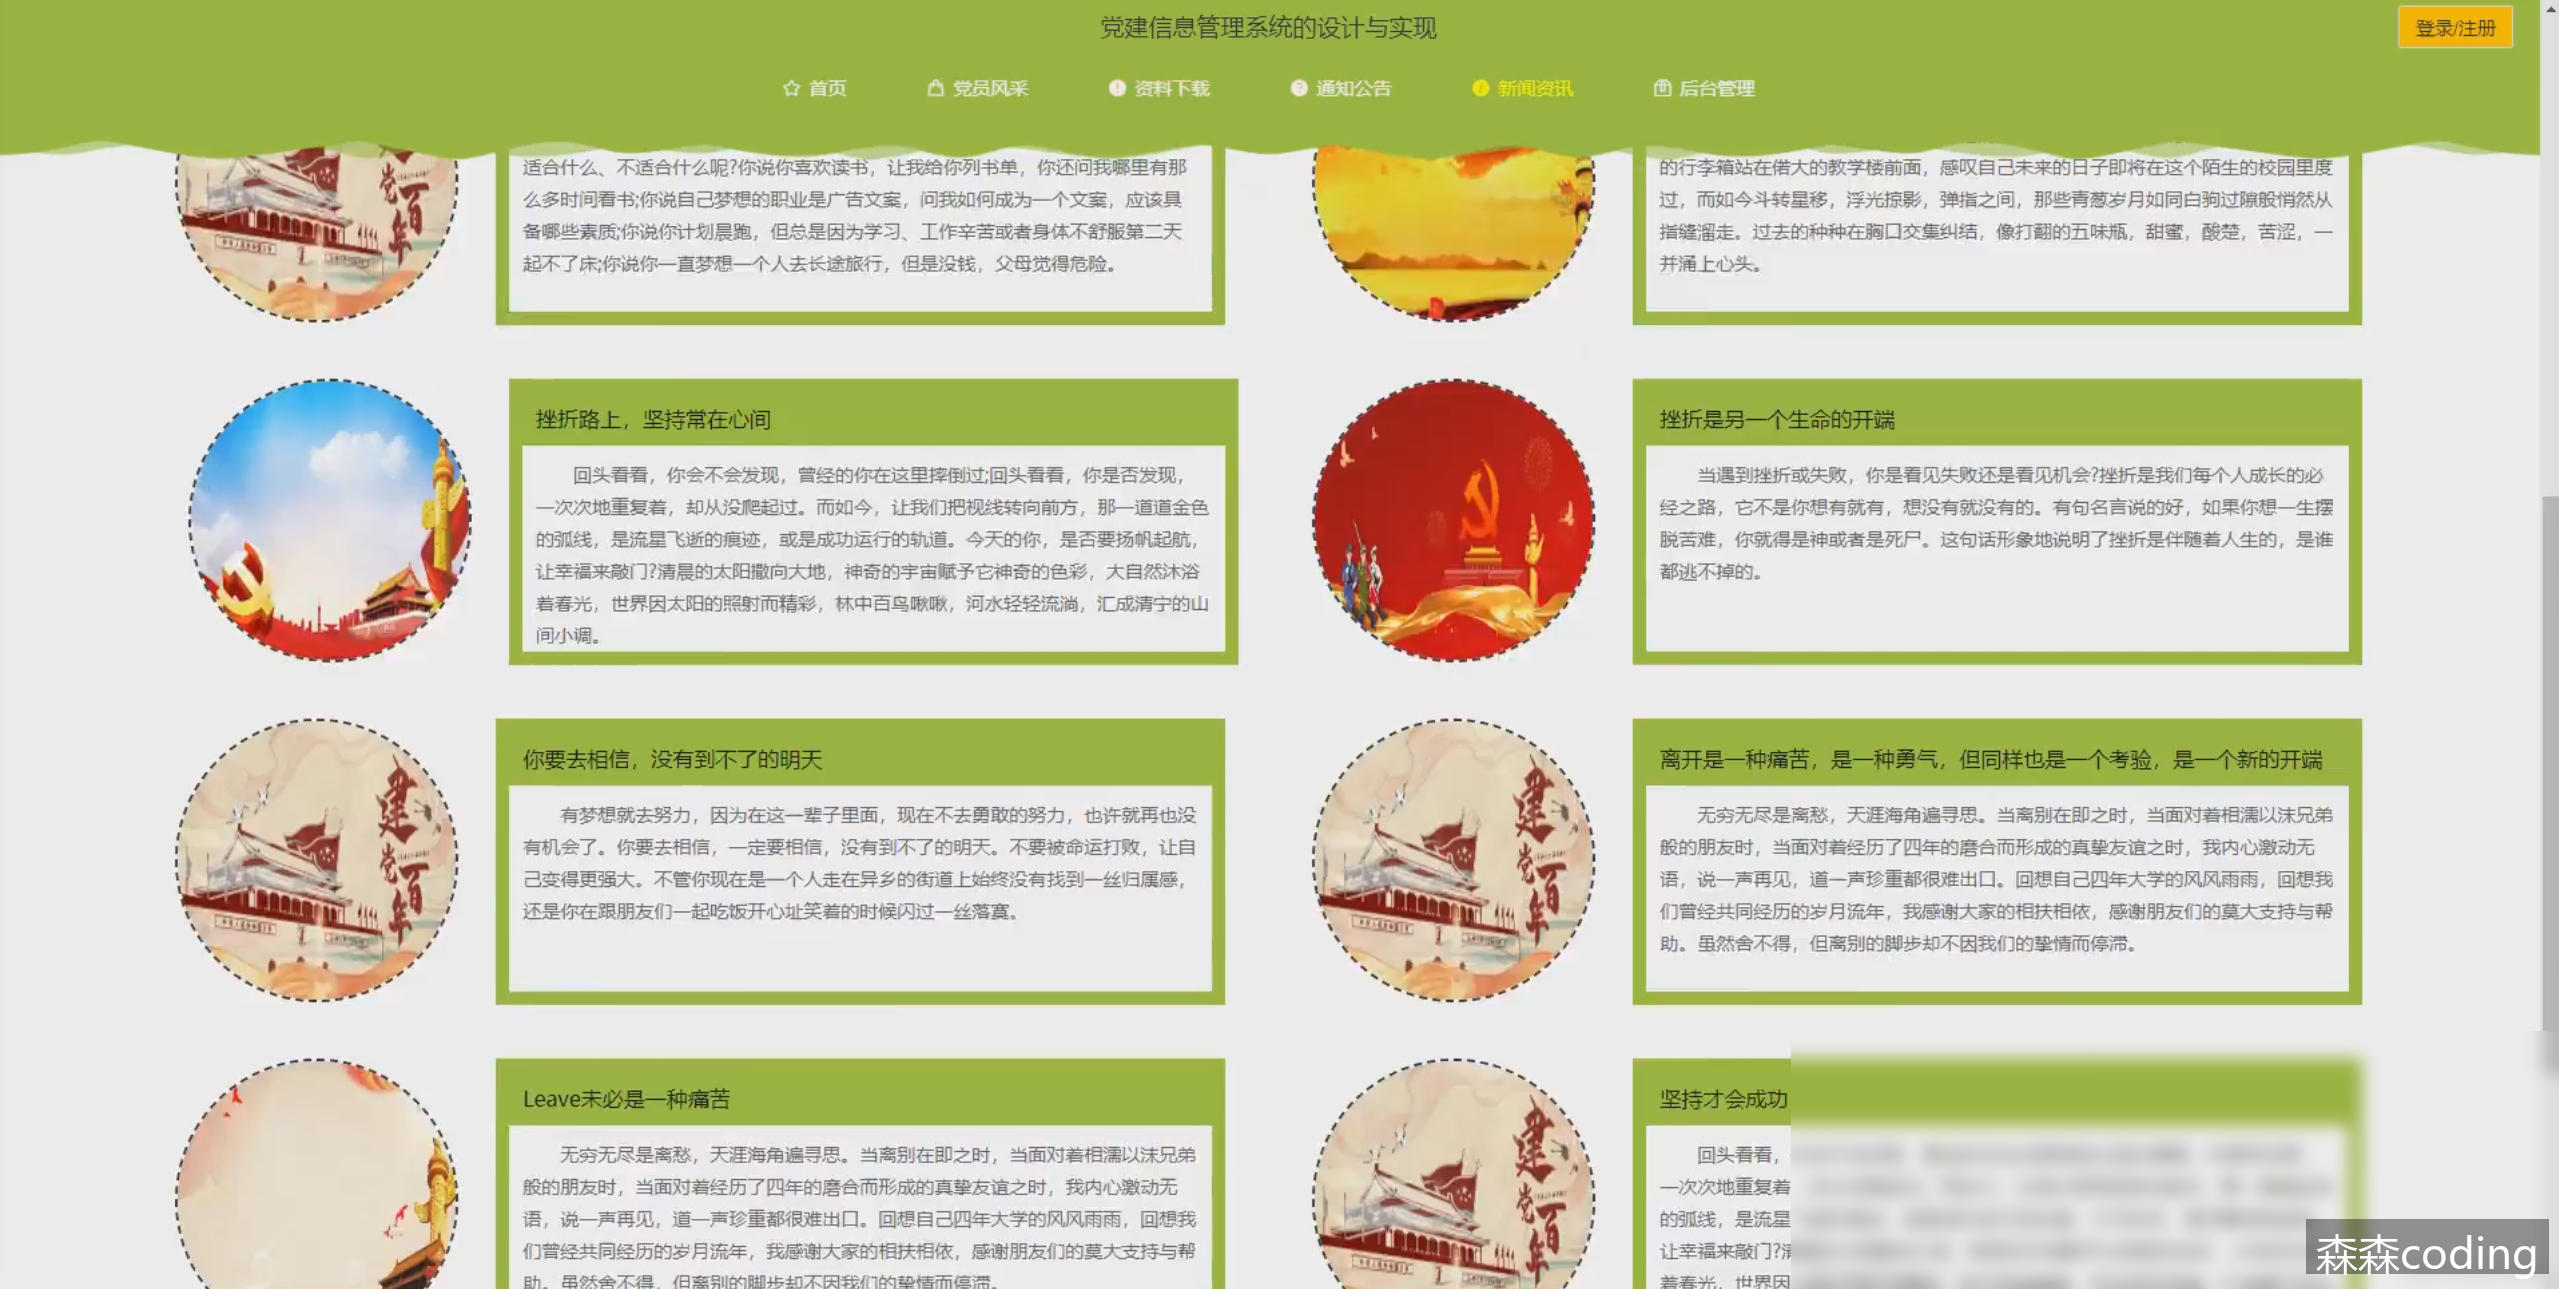 党建信息管理系统的设计与实现
登录/注册
首页
党员风采
资料下载
通知公告
新闻资讯
后台管理
适合什么、不适合什么呢?你说你喜欢读书，让我给你列书单，你还问我哪里有那
么多时间看书;你说自己梦想的职业是广告文案，问我如何成为一个文案，应该具
备哪些素质;你说你计划晨跑，但总是因为学习、工作辛苦或者身体不舒服第二天
起不了床;你说你一直梦想一个人去长途旅行，但是没钱，父母觉得危险。
的行李箱站在偌大的教学楼前面，感叹自己未来的日子即将在这个陌生的校园里度
过，而如今斗转星移，浮光掠影，弹指之间，那些青葱岁月如同白驹过隙般悄然从
指缝溜走。过去的种种在胸口交集纠结，像打翻的五味瓶，甜蜜，酸楚，苦涩，一
并涌上心头。
挫折路上，坚持常在心间
回头看看，你会不会发现，曾经的你在这里摔倒过;回头看看，你是否发现，
一次次地重复着，却从没爬起过。而如今，让我们把视线转向前方，那一道道金色
的弧线，是流星飞逝的痕迹，或是成功运行的轨道。今天的你，是否要扬帆起航，
让幸福来敲门?清晨的太阳撒向大地，神奇的宇宙赋予它神奇的色彩，大自然沐浴
着春光，世界因太阳的照射而精彩，林中百鸟啾啾，河水轻轻流淌，汇成清宁的山
间小调。
挫折是另一个生命的开端
当遇到挫折或失败，你是看见失败还是看见机会?挫折是我们每个人成长的必
经之路，它不是你想有就有，想没有就没有的。有句名言说的好，如果你想一生摆
脱苦难，你就得是神或者是死尸。这句话形象地说明了挫折是伴随着人生的，是谁
都逃不掉的。
建党百年
你要去相信，没有到不了的明天
有梦想就去努力，因为在这一辈子里面，现在不去勇敢的努力，也许就再也没
有机会了。你要去相信，一定要相信，没有到不了的明天。不要被命运打败，让自
己变得更强大。不管你现在是一个人走在异乡的街道上始终没有找到一丝归属感，
还是你在跟朋友们一起吃饭开心址笑着的时候闪过一丝落寞。
建党百年
离开是一种痛苦，是一种勇气，但同样也是一个考验，是一个新的开端
无穷无尽是离愁，天涯海角遍寻思。当离别在即之时，当面对着相濡以沫兄弟
般的朋友时，当面对着经历了四年的磨合而形成的真挚友谊之时，我内心激动无
语，说一声再见，道一声珍重都很难出口。回想自己四年大学的风风雨雨，回想我
们曾经共同经历的岁月流年，我感谢大家的相扶相依，感谢朋友们的莫大支持与帮
助。虽然舍不得，但离别的脚步却不因我们的挚情而停滞。
Leave未必是一种痛苦
无穷无尽是离愁，天涯海角遍寻思。当离别在即之时，当面对着相濡以沫兄弟
般的朋友时，当面对着经历了四年的磨合而形成的真挚友谊之时，我内心激动无
语，说一声再见，道一声珍重都很难出口。回想自己四年大学的风风雨雨，回想我
们曾经共同经历的岁月流年，我感谢大家的相扶相依，感谢朋友们的莫大支持与帮
助。虽然舍不得，但离别的脚步却不因我们的挚情而停滞。
建党百年
坚持才会成功
回头看看，
一次次地重复着
的弧线，是流星
让幸福来敲门?
着春光，世界因
森森coding